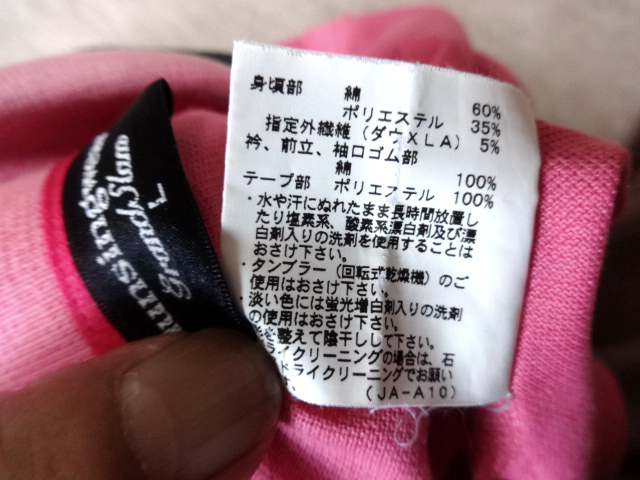 身頃部 綿 60%
ポリエステル 35%
指定外繊維(ダウXLA) 5%
衿、前立、袖口ゴム部
綿 100%
テープ部 ポリエステル 100%
・水や汗にぬれたまま長時間放置し
たり塩素系、酸素系漂白剤及び漂
白剤入りの洗剤を使用することは
おさけ下さい。
・タンブラー(回転式乾燥機)のご
使用はおさけ下さい。
・淡い色には蛍光増白剤入りの洗剤
の使用はおさけ下さい。
を整えて陰干しして下さい。
ライクリーニングの場合は、石
ドライクリーニングでお願い
(JA-A10)
unsing
Grand Slam
L